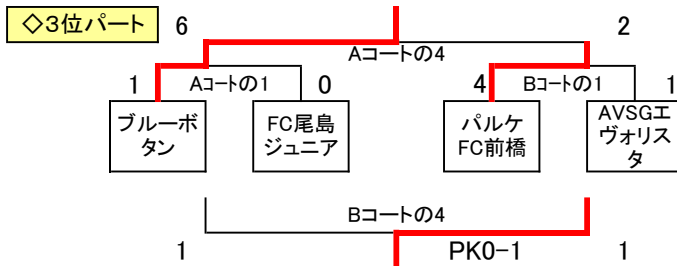 ◇3位パート 6 2
Aコートの4
1 Aコートの1 0 4 Bコートの1 1
ブルーボ
タン
FC尾島
ジュニア
パルケ
FC前橋
AVSGエ
ヴォリス
タ
Bコートの4
1 PK0-1 1